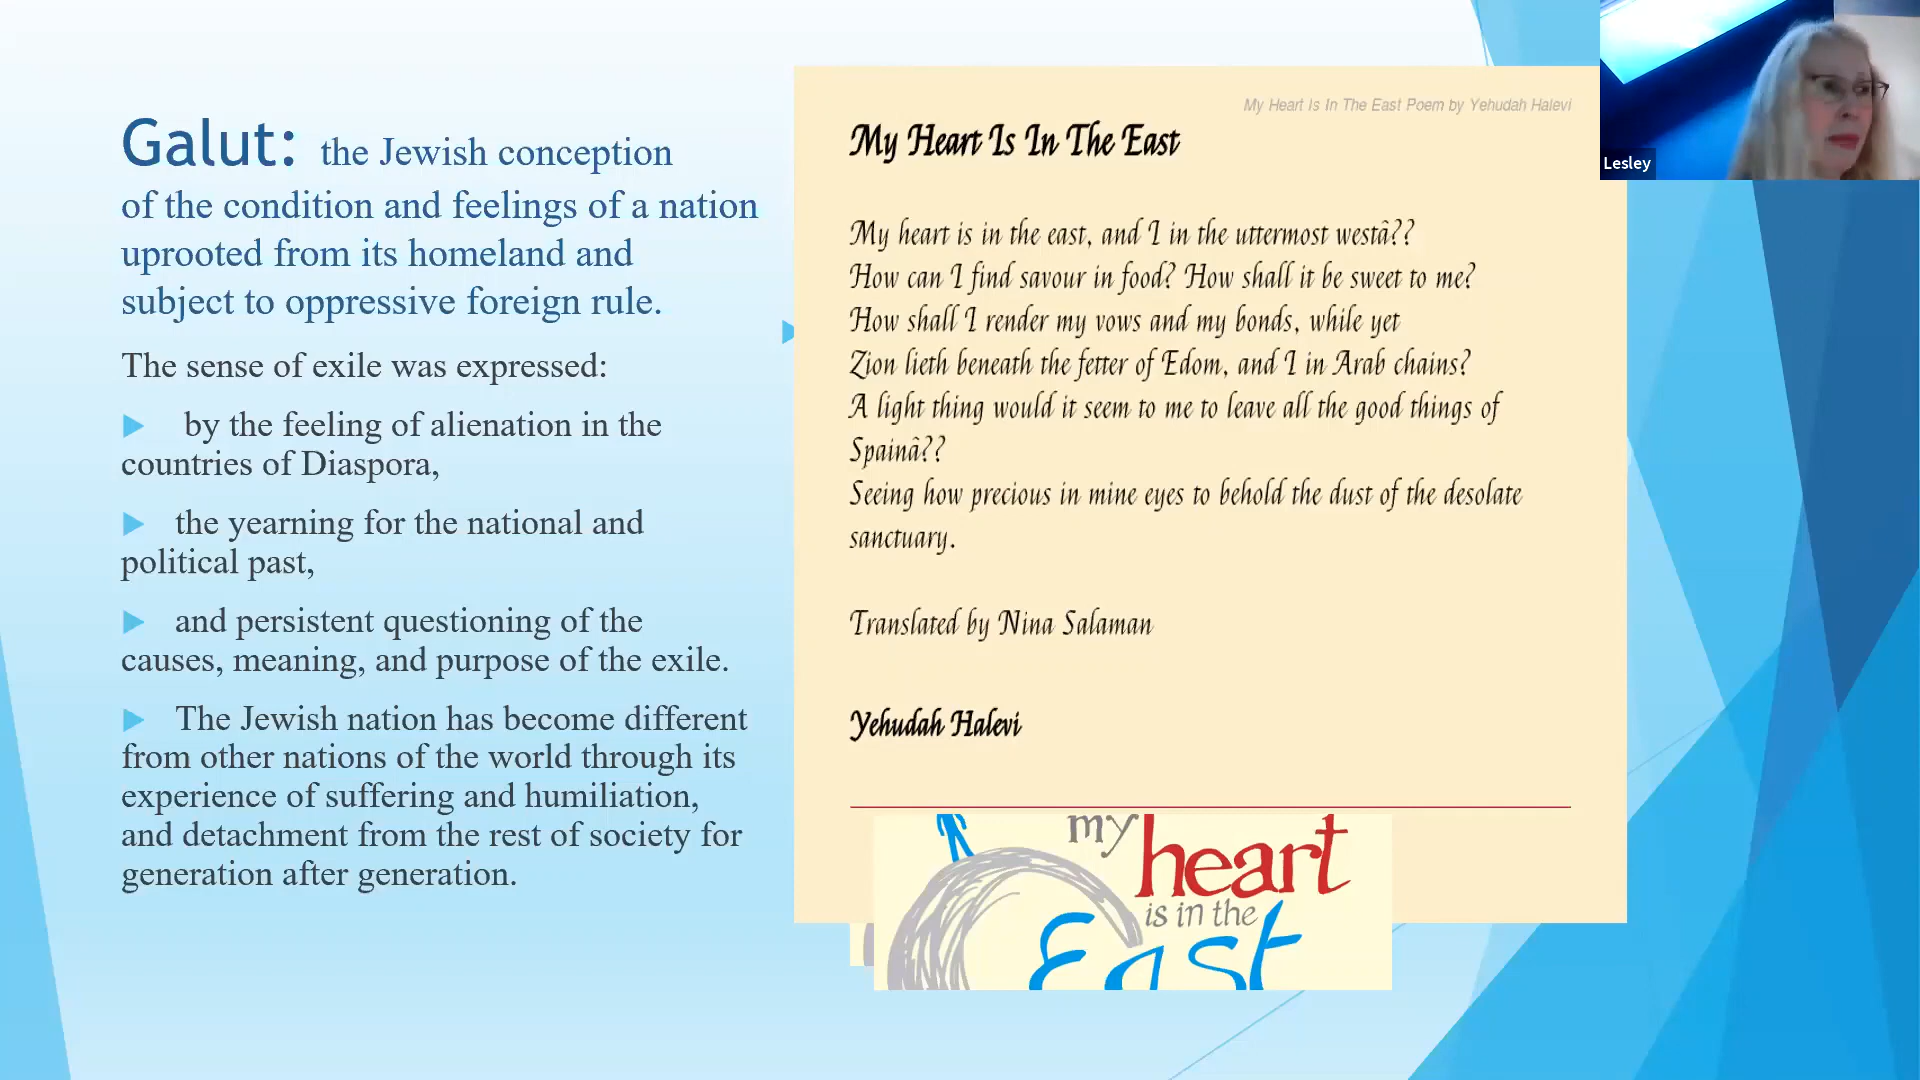 Galut: the Jewish conception
of the condition and feelings of a nation
uprooted from its homeland and
subject to oppressive foreign rule.
The sense of exile was expressed:
by the feeling of alienation in the
countries of Diaspora,
the yearning for the national and
political past,
and persistent questioning of the
causes, meaning, and purpose of the exile.
The Jewish nation has become different
from other nations of the world through its
experience of suffering and humiliation,
and detachment from the rest of society for
generation after generation.
My Heart Is In The East Poem by Yehudah Halevi
My Heart Is In The East
My heart is in the east, and I in the uttermost westâ??
How can I find savour in food? How shall it be sweet to me?
How shall I render my vows and my bonds, while yet
Zion lieth beneath the fetter of Edom, and I in Arab chains?
A light thing would it seem to me to leave all the good things of
Spainâ??
Seeing how precious in mine eyes to behold the dust of the desolate
sanctuary.
Translated by Nina Salaman
Yehudah Halevi
my
heart
is in the
East
Lesley